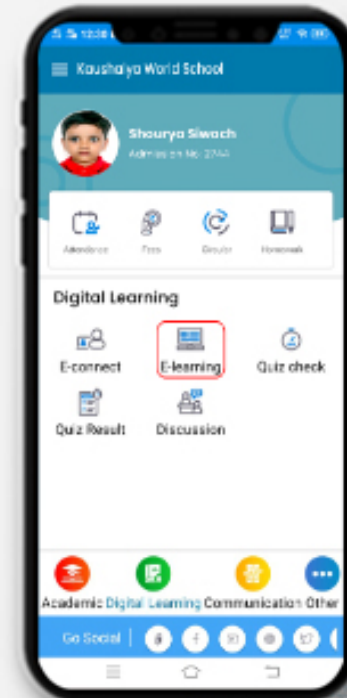 Kaushalya World School
Shourya Siwach
Admission No: 2744
Attendance Fees Circular Homework
Digital Learning
E-connect E-learning Quiz check
Quiz Result Discussion
Academic Digital Learning Communication Other
Go Social